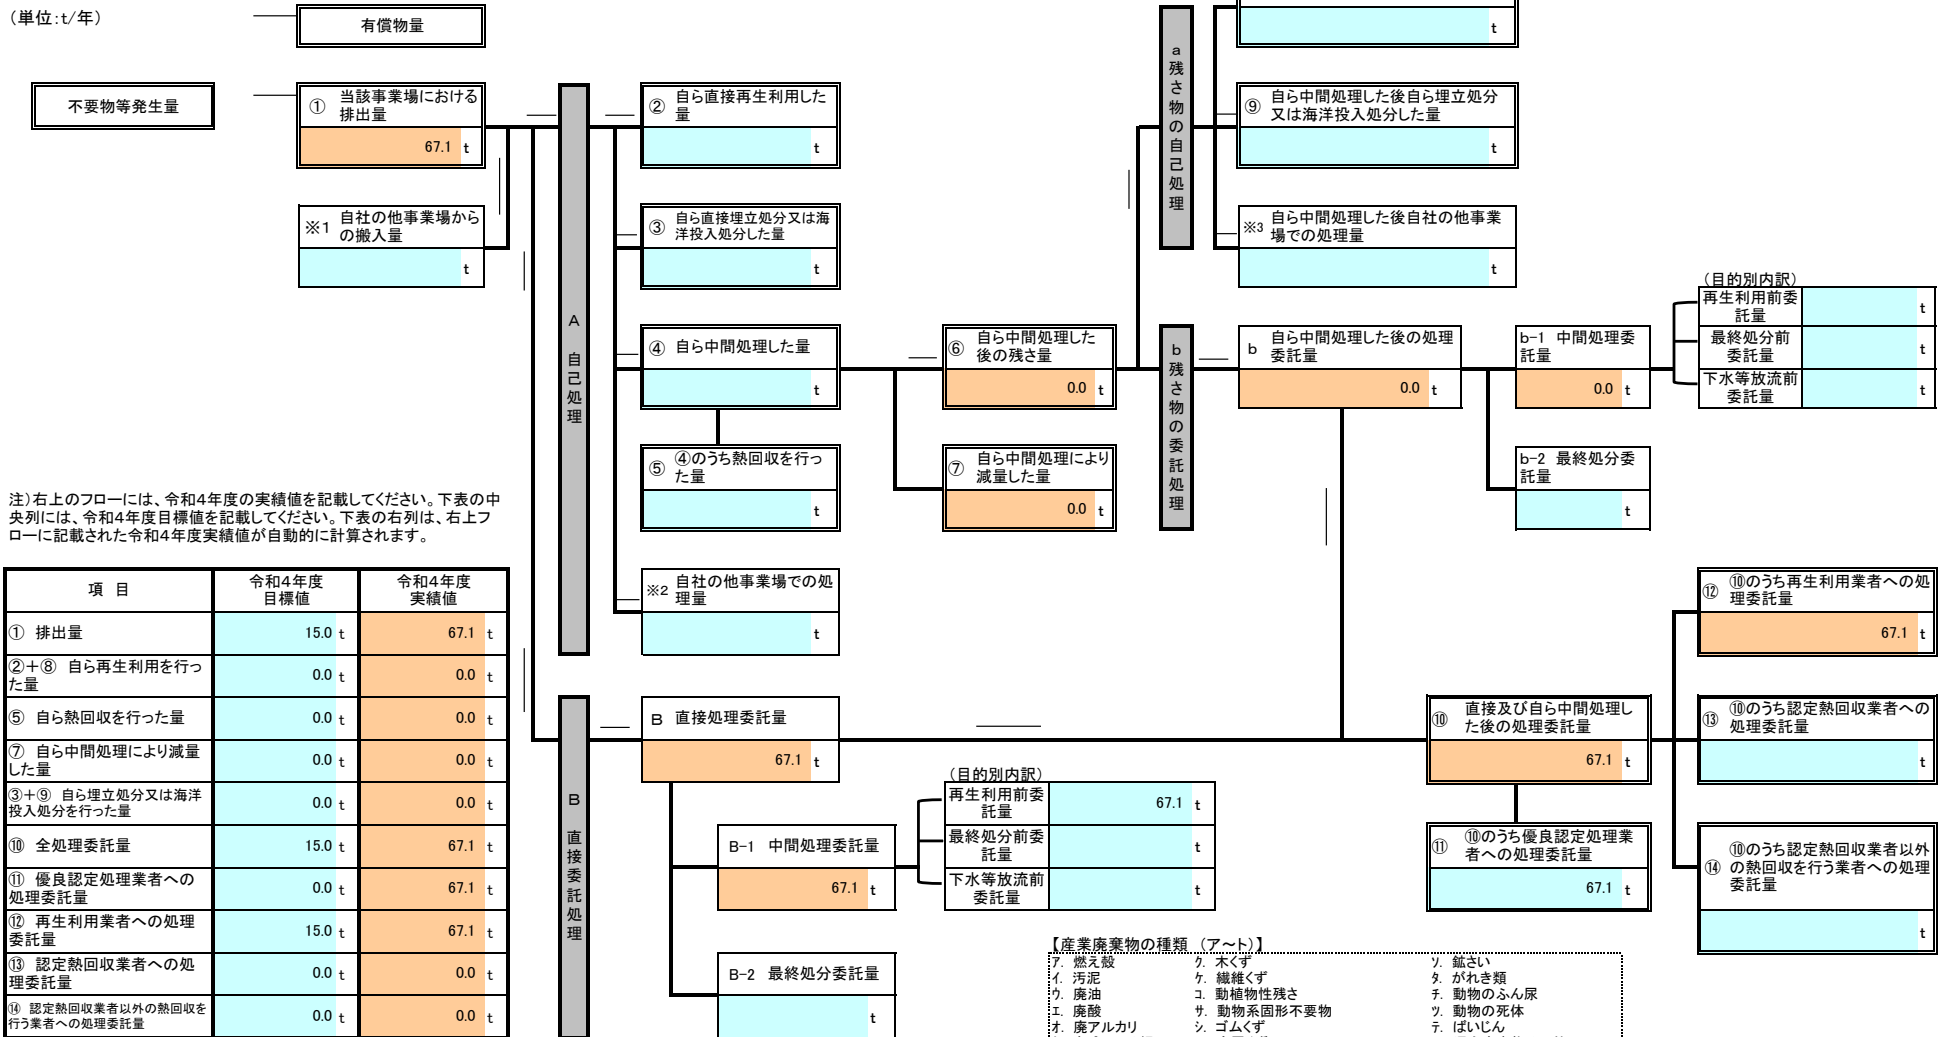 (単位:t/年)
有償物量
不要物等発生量
① 当該事業場における
排出量
67.1 t
※1 自社の他事業場から
の搬入量
t
A 自己処理
② 自ら直接再生利用した
量
t
③ 自ら直接埋立処分又は海
洋投入処分した量
t
④ 自ら中間処理した量
t
⑤ ④のうち熱回収を行っ
た量
t
※2 自社の他事業場での処
理量
t
⑥ 自ら中間処理した
後の残さ量
0.0 t
⑦ 自ら中間処理により
減量した量
0.0 t
a残さ物の自己処理
t
⑨ 自ら中間処理した後自ら埋立処分
又は海洋投入処分した量
t
※3 自ら中間処理した後自社の他事業
場での処理量
t
b残さ物の委託処理
b 自ら中間処理した後の処理
委託量
0.0 t
b-1 中間処理委
託量
0.0 t
b-2 最終処分委
託量
t
(目的別内訳)
再生利用前委
託量
t
最終処分前
委託量
t
下水等放流前
委託量
t
注)右上のフローには、令和4年度の実績値を記載してください。下表の中
央列には、令和4年度目標値を記載してください。下表の右列は、右上フ
ローに記載された令和4年度実績値が自動的に計算されます。
項 目 令和4年度
目標値 令和4年度
実績値
① 排出量 15.0 t 67.1 t
②+⑧ 自ら再生利用を行っ
た量 0.0 t 0.0 t
⑤ 自ら熱回収を行った量 0.0 t 0.0 t
⑦ 自ら中間処理により減量
した量 0.0 t 0.0 t
③+⑨ 自ら埋立処分又は海洋
投入処分を行った量 0.0 t 0.0 t
⑩ 全処理委託量 15.0 t 67.1 t
⑪ 優良認定処理業者への
処理委託量 0.0 t 67.1 t
⑫ 再生利用業者への処理
委託量 15.0 t 67.1 t
⑬ 認定熱回収業者への処
理委託量 0.0 t 0.0 t
⑭ 認定熱回収業者以外の熱回収を
行う業者への処理委託量 0.0 t 0.0 t
B 直接委託処理
B 直接処理委託量
67.1 t
B-1 中間処理委託量
67.1 t
B-2 最終処分委託量
t
(目的別内訳)
再生利用前委
託量
67.1 t
最終処分前委
託量
t
下水等放流前
委託量
t
⑩ 直接及び自ら中間処理し
た後の処理委託量
67.1 t
⑪ ⑩のうち優良認定処理業
者への処理委託量
67.1 t
⑫ ⑩のうち再生利用業者への処
理委託量
67.1 t
⑬ ⑩のうち認定熱回収業者への
処理委託量
t
⑭ ⑩のうち認定熱回収業者以外
の熱回収を行う業者への処理
委託量
t
【産業廃棄物の種類 (ア~ト)】
ア. 燃え殻 ク. 木くず ソ. 鉱さい
イ. 汚泥 ケ. 繊維くず タ. がれき類
ウ. 廃油 コ. 動植物性残さ チ. 動物のふん尿
エ. 廃酸 サ. 動物系固形不要物 ツ. 動物の死体
オ. 廃アルカリ シ. ゴムくず テ. ばいじん